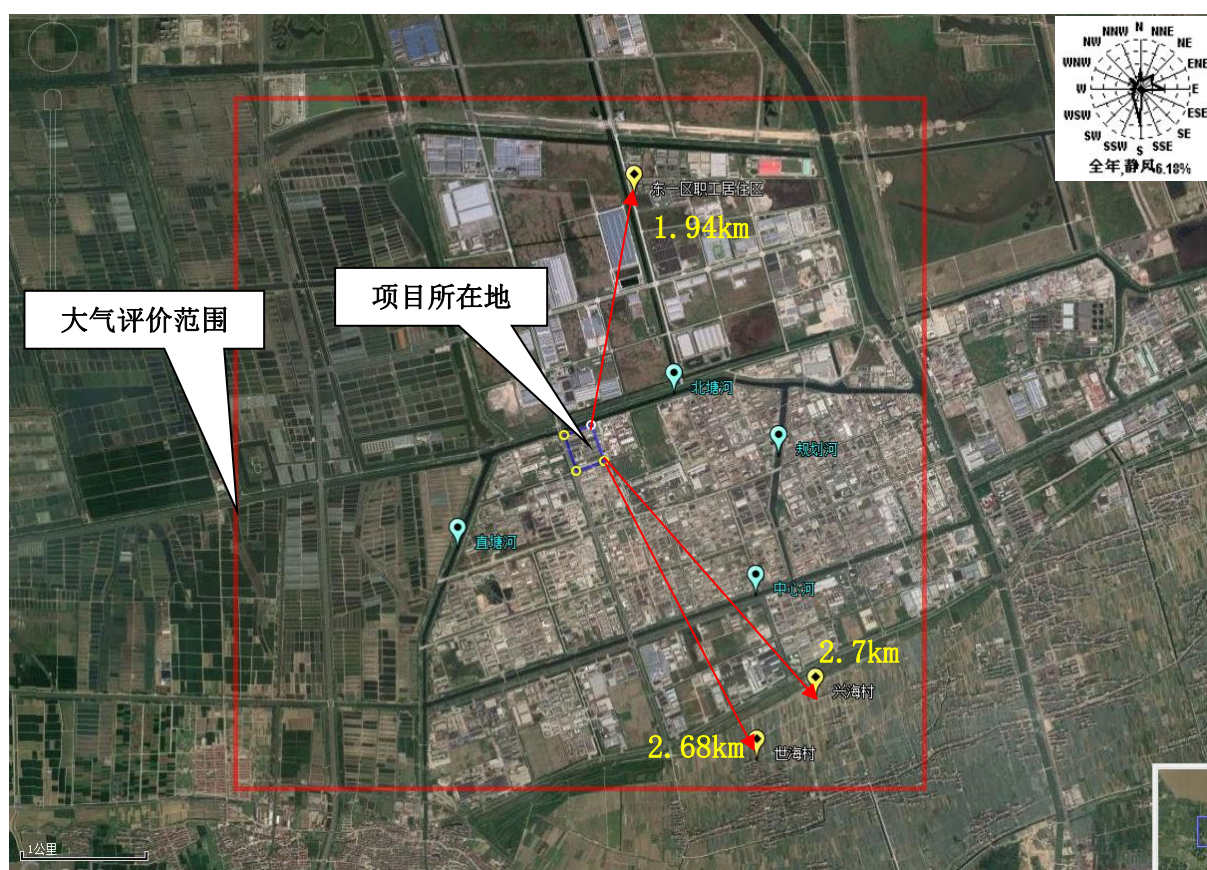 N
NNW
NNE
NW
NE
WNW
ENE
W
E
WSW
ESE
SW
SE
SSW
SSE
S
全年,静风6.18%
东一区职工居住区
1.94km
项目所在地
大气评价范围
北塘河
规划河
直塘河
中心河
2.7km
兴海村
2.68km
世海村
1公里